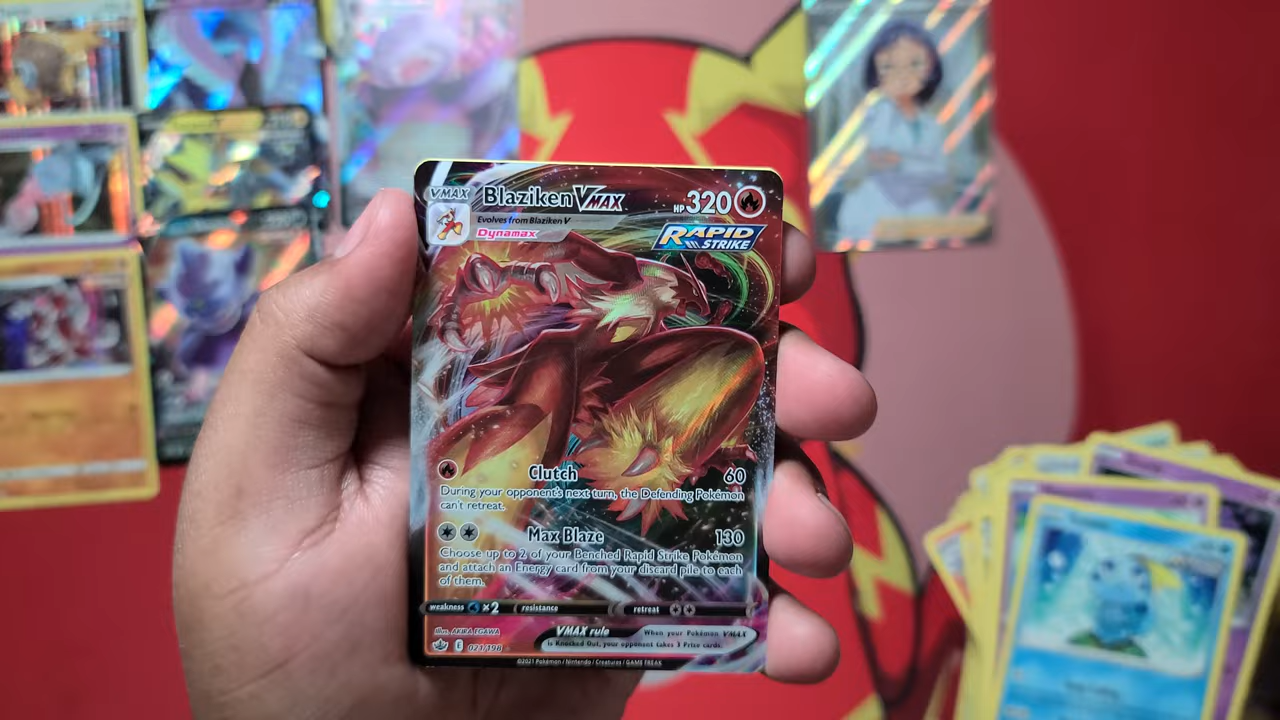 VMAX Blaziken VMAX HP 320
Evolves from Blaziken V
Dynamax
RAPID
STRIKE
Clutch 60
During your opponent's next turn, the Defending Pokémon
can't retreat.
Max Blaze 130
Choose up to 2 of your Benched Rapid Strike Pokémon
and attach an Energy card from your discard pile to each
of them.
weakness ×2 resistance retreat
Illus. AKIRA EGAWA
VMAX rule When your Pokémon VMAX
is Knocked Out, your opponent takes 3 Prize cards.
E 021/198
©2021 Pokémon / Nintendo / Creatures / GAME FREAK